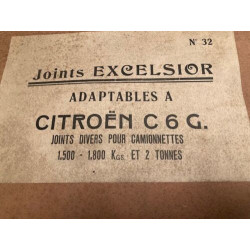 N° 32
Joints EXCELSIOR
ADAPTABLES A
CITROËN C 6 G.
JOINTS DIVERS POUR CAMIONNETTES
1.500 - 1.800 KGS. ET 2 TONNES